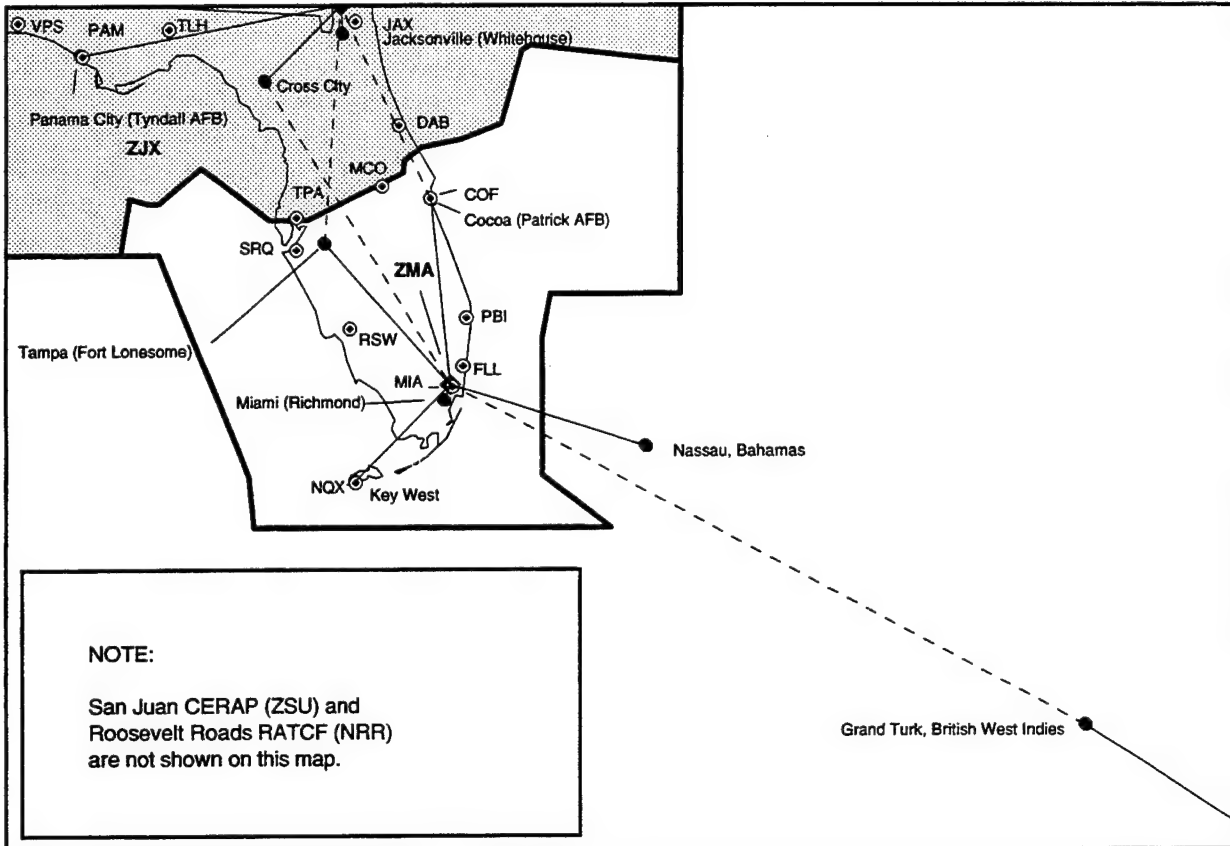 VPS
PAM
TLH
JAX
Jacksonville (Whitehouse)
Cross City
Panama City (Tyndall AFB)
ZJX
DAB
MCO
TPA
COF
Cocoa (Patrick AFB)
SRQ
ZMA
PBI
RSW
Tampa (Fort Lonesome)
FLL
MIA
Miami (Richmond)
Nassau, Bahamas
NQX
Key West
NOTE:
San Juan CERAP (ZSU) and
Roosevelt Roads RATCF (NRR)
are not shown on this map.
Grand Turk, British West Indies